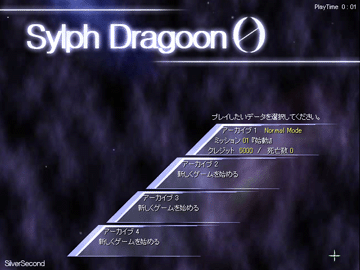 PlayTime 0:01
Sylph Dragoon 0
プレイしたいデータを選択してください。
アーカイブ 1 Normal Mode
ミッション 01 『始動』
クレジット 5000 / 死亡数 0
アーカイブ 2
新しくゲームを始める
アーカイブ 3
新しくゲームを始める
アーカイブ 4
新しくゲームを始める
SilverSecond